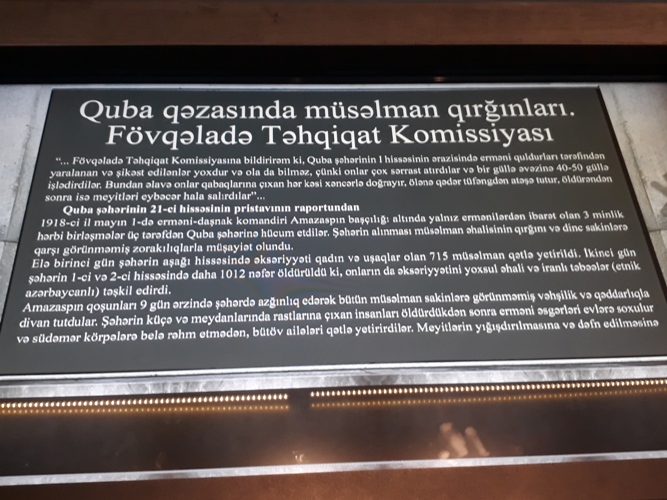 Quba qəzasında müsəlman qırğınları.
Fövqəladə Təhqiqat Komissiyası
"... Fövqəladə Təhqiqat Komissiyasına bildirirəm ki, Quba şəhərinin I hissəsinin ərazisində erməni quldurları tərəfindən
yaralanan və şikəst edilənlər yoxdur və ola da bilməz, çünki onlar çox sərrast atırdılar və bir güllə əvəzinə 40-50 güllə
işlədirdilər. Bundan əlavə onlar qabaqlarına çıxan hər kəsi xəncərlə doğrayır, ölənə qədər tüfəngdən atəşə tutur, öldürəndən
sonra isə meyitləri eybəcər hala salırdılar"...
Quba şəhərinin 21-ci hissəsinin pristavının raportundan
1918-ci il mayın 1-də erməni-daşnak komandiri Amazaspın başçılığı altında yalnız ermənilərdən ibarət olan 3 minlik
hərbi birləşmələr üç tərəfdən Quba şəhərinə hücum etdilər. Şəhərin alınması müsəlman əhalisinin qırğını və dinc sakinlərə
qarşı görünməmiş zorakılıqlarla müşayiət olundu.
Elə birinci gün şəhərin aşağı hissəsində əksəriyyəti qadın və uşaqlar olan 715 müsəlman qətlə yetirildi. İkinci gün
şəhərin 1-ci və 2-ci hissəsində daha 1012 nəfər öldürüldü ki, onların da əksəriyyətini yoxsul əhali və iranlı təbəələr (etnik
azərbaycanlı) təşkil edirdi.
Amazaspın qoşunları 9 gün ərzində şəhərdə azğınlıq edərək bütün müsəlman sakinlərə görünməmiş vəhşilik və qəddarlıqla
divan tutdular. Şəhərin küçə və meydanlarında rastlarına çıxan insanları öldürdükdən sonra erməni əsgərləri evlərə soxulur
və südəmər körpələrə belə rəhm etmədən, bütöv ailələri qətlə yetirirdilər. Meyitlərin yığışdırılmasına və dəfn edilməsinə